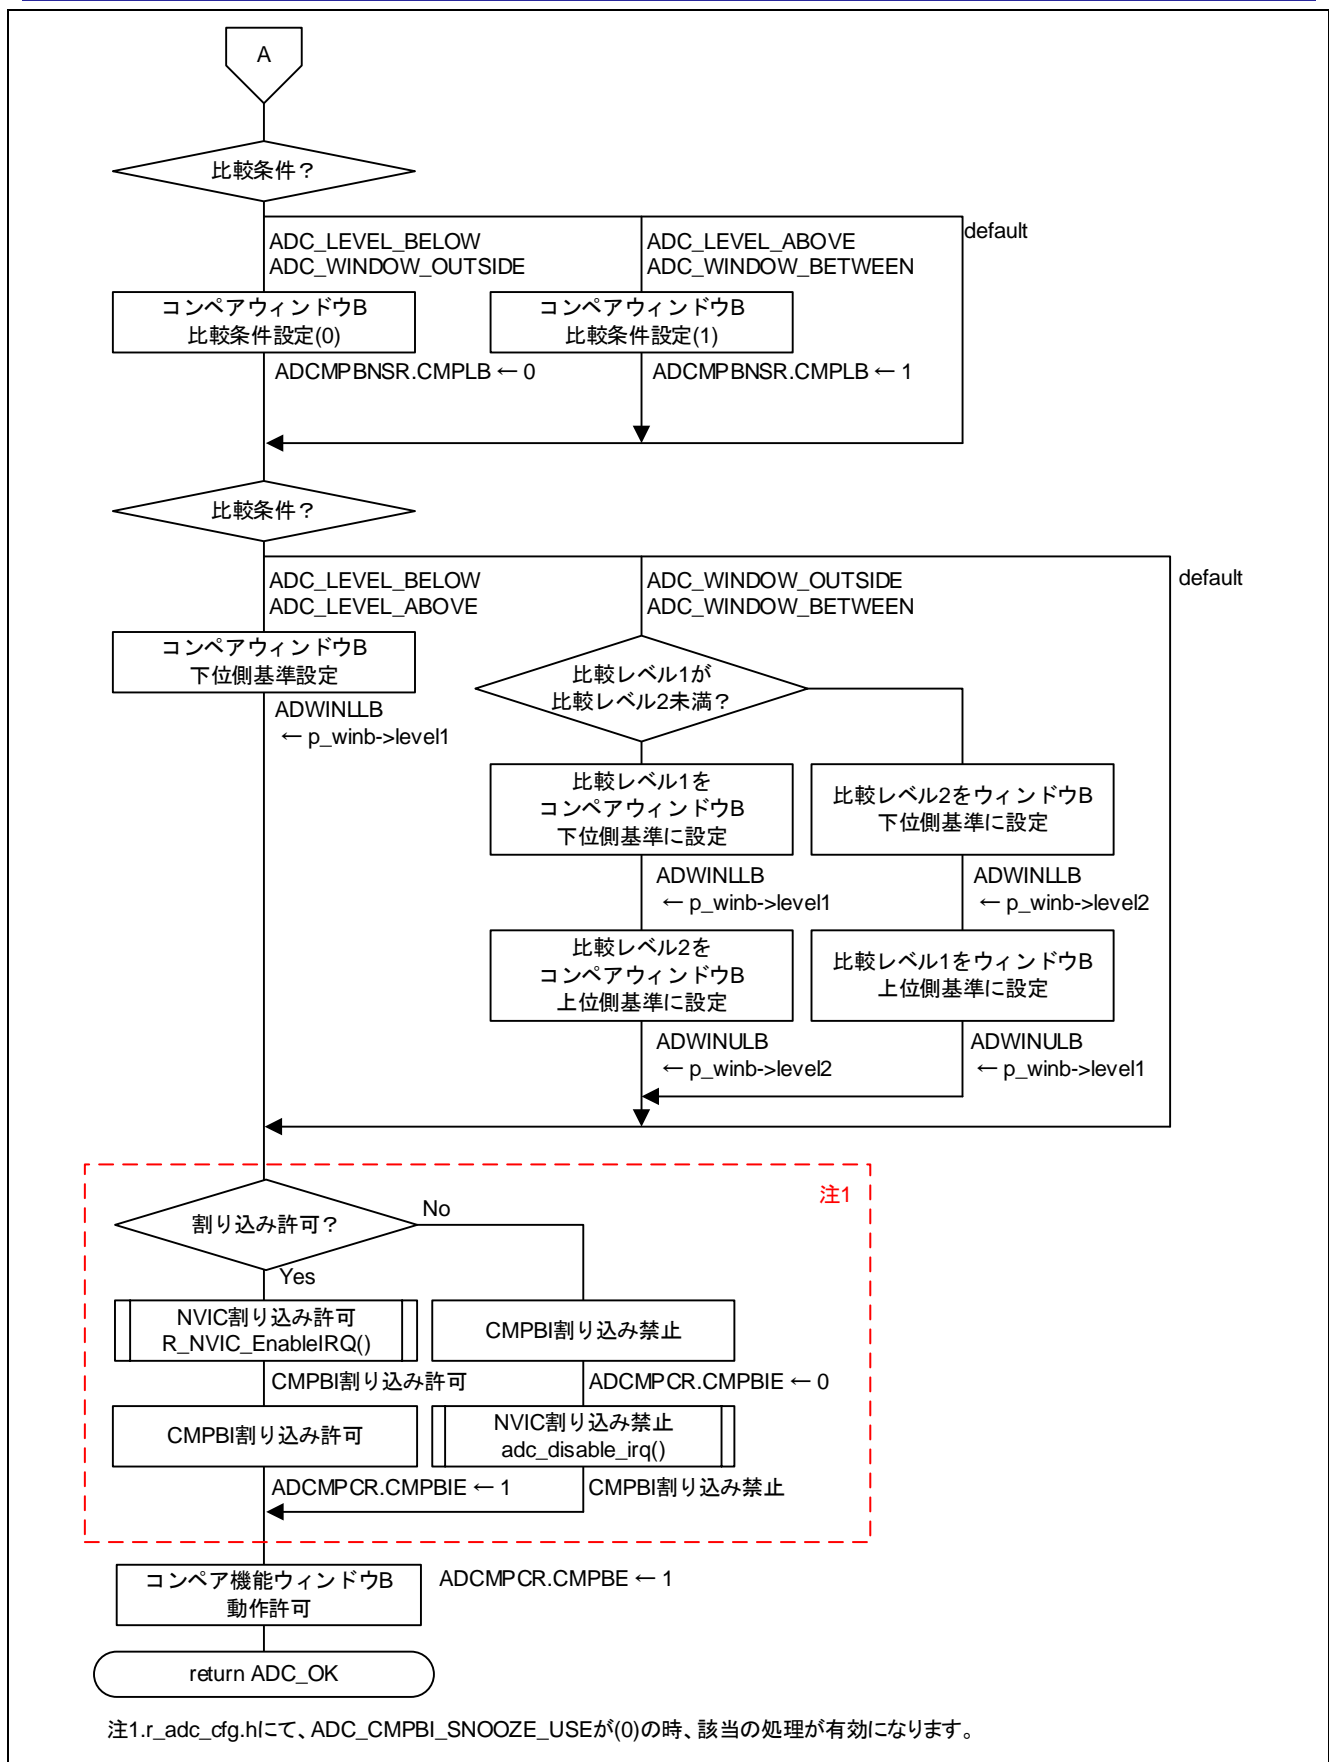 A
比較条件？
default
ADC_LEVEL_BELOW
ADC_WINDOW_OUTSIDE
ADC_LEVEL_ABOVE
ADC_WINDOW_BETWEEN
コンペアウィンドウB
比較条件設定(0)
コンペアウィンドウB
比較条件設定(1)
ADCMPBNSR.CMPLB ← 0
ADCMPBNSR.CMPLB ← 1
比較条件？
ADC_LEVEL_BELOW
ADC_LEVEL_ABOVE
ADC_WINDOW_OUTSIDE
ADC_WINDOW_BETWEEN
default
コンペアウィンドウB
下位側基準設定
ADWINLLB
← p_winb->level1
比較レベル1が
比較レベル2未満？
比較レベル1を
コンペアウィンドウB
下位側基準に設定
比較レベル2をウィンドウB
下位側基準に設定
ADWINLLB
← p_winb->level1
ADWINLLB
← p_winb->level2
比較レベル2を
コンペアウィンドウB
上位側基準に設定
比較レベル1をウィンドウB
上位側基準に設定
ADWINULB
← p_winb->level2
ADWINULB
← p_winb->level1
注1
割り込み許可？
No
Yes
NVIC割り込み許可
R_NVIC_EnableIRQ()
CMPBI割り込み禁止
CMPBI割り込み許可
ADCMPCR.CMPBIE ← 0
CMPBI割り込み許可
NVIC割り込み禁止
adc_disable_irq()
ADCMPCR.CMPBIE ← 1
CMPBI割り込み禁止
コンペア機能ウィンドウB
動作許可
ADCMPCR.CMPBE ← 1
return ADC_OK
注1.r_adc_cfg.hにて、ADC_CMPBI_SNOOZE_USEが(0)の時、該当の処理が有効になります。